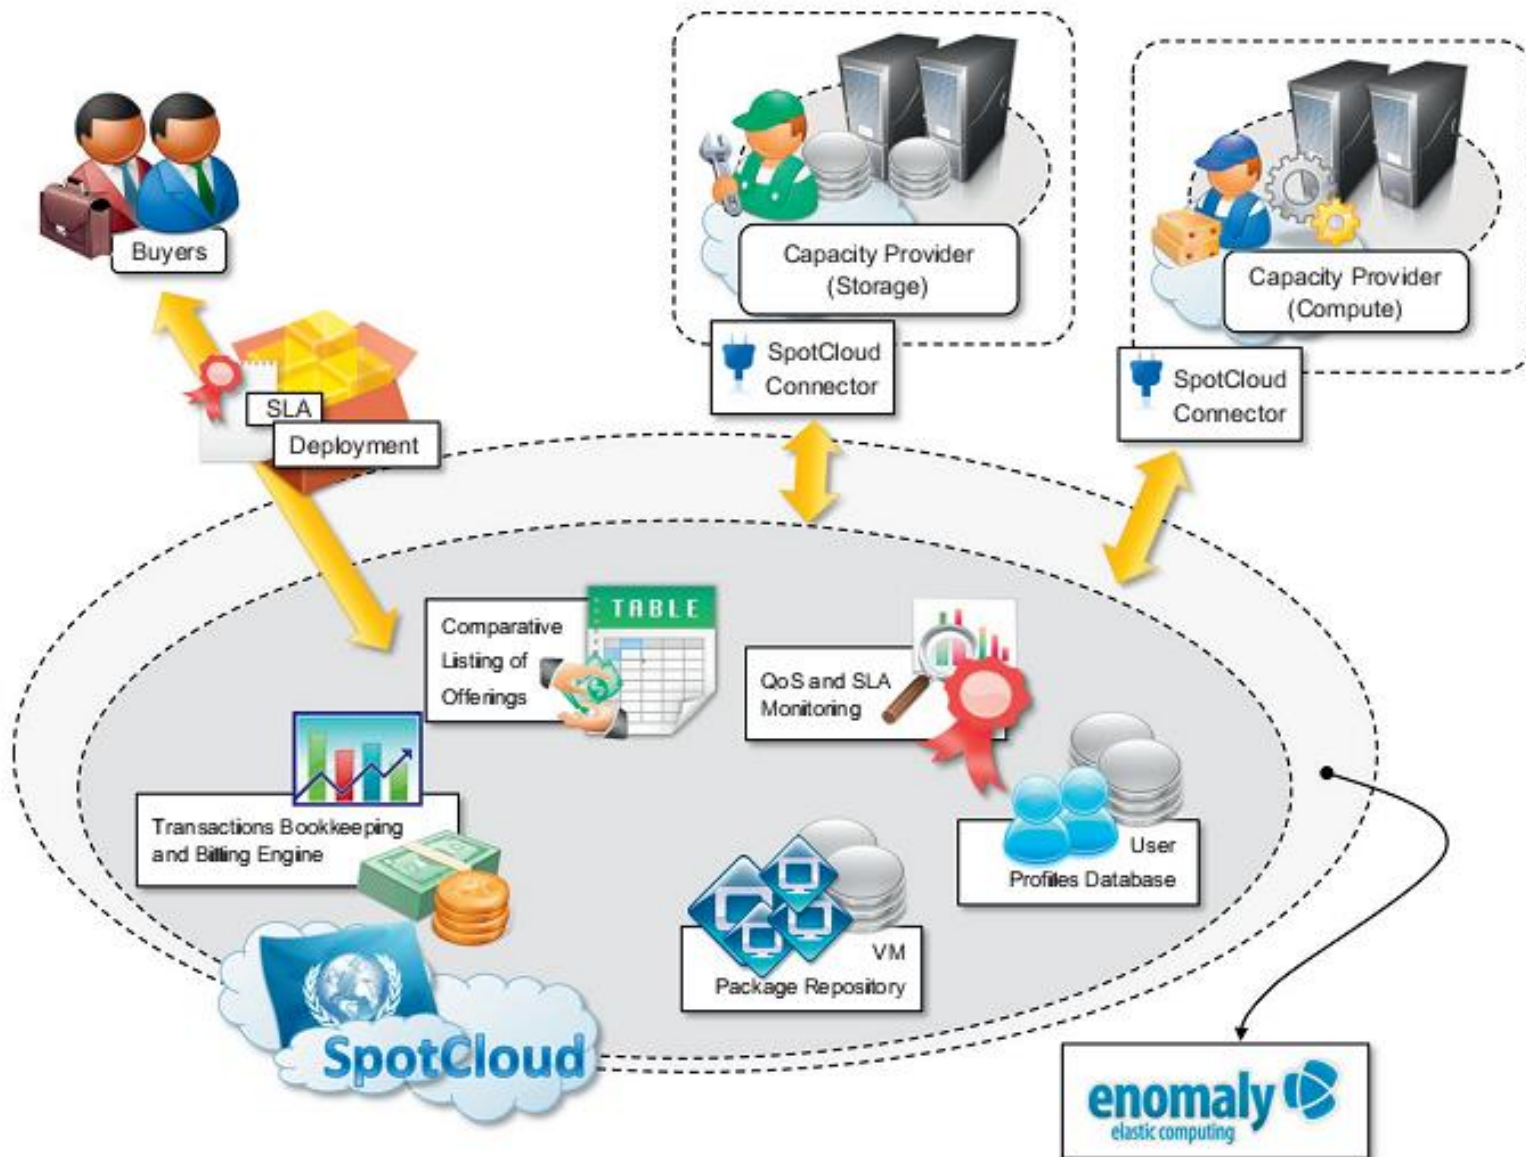 Buyers
SLA
Deployment
Capacity Provider
(Storage)
SpotCloud
Connector
Capacity Provider
(Compute)
SpotCloud
Connector
Comparative
Listing of
Offerings
TABLE
QoS and SLA
Monitoring
Transactions Bookkeeping
and Billing Engine
User
Profiles Database
VM
Package Repository
SpotCloud
enomaly
elastic computing